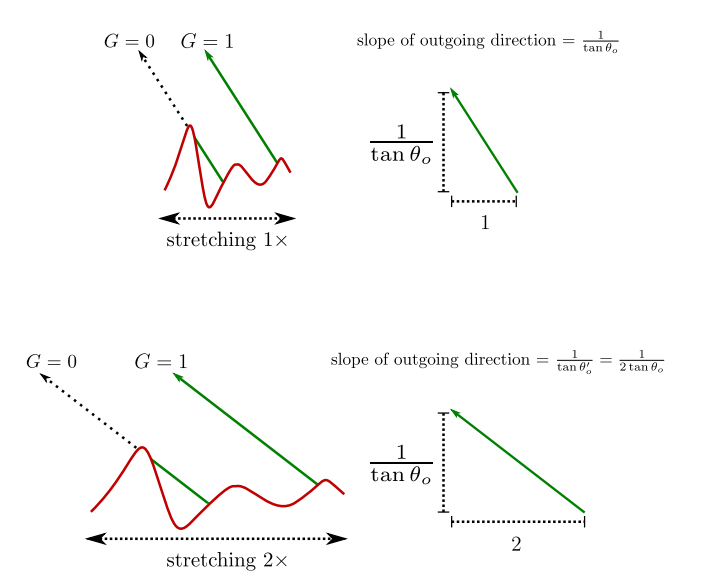 G = 0 G = 1 slope of outgoing direction = 1/tan θ_o
1/tan θ_o
1
stretching 1×
G = 0 G = 1 slope of outgoing direction = 1/tan θ′_o = 1/2 tan θ_o
1/tan θ_o
2
stretching 2×